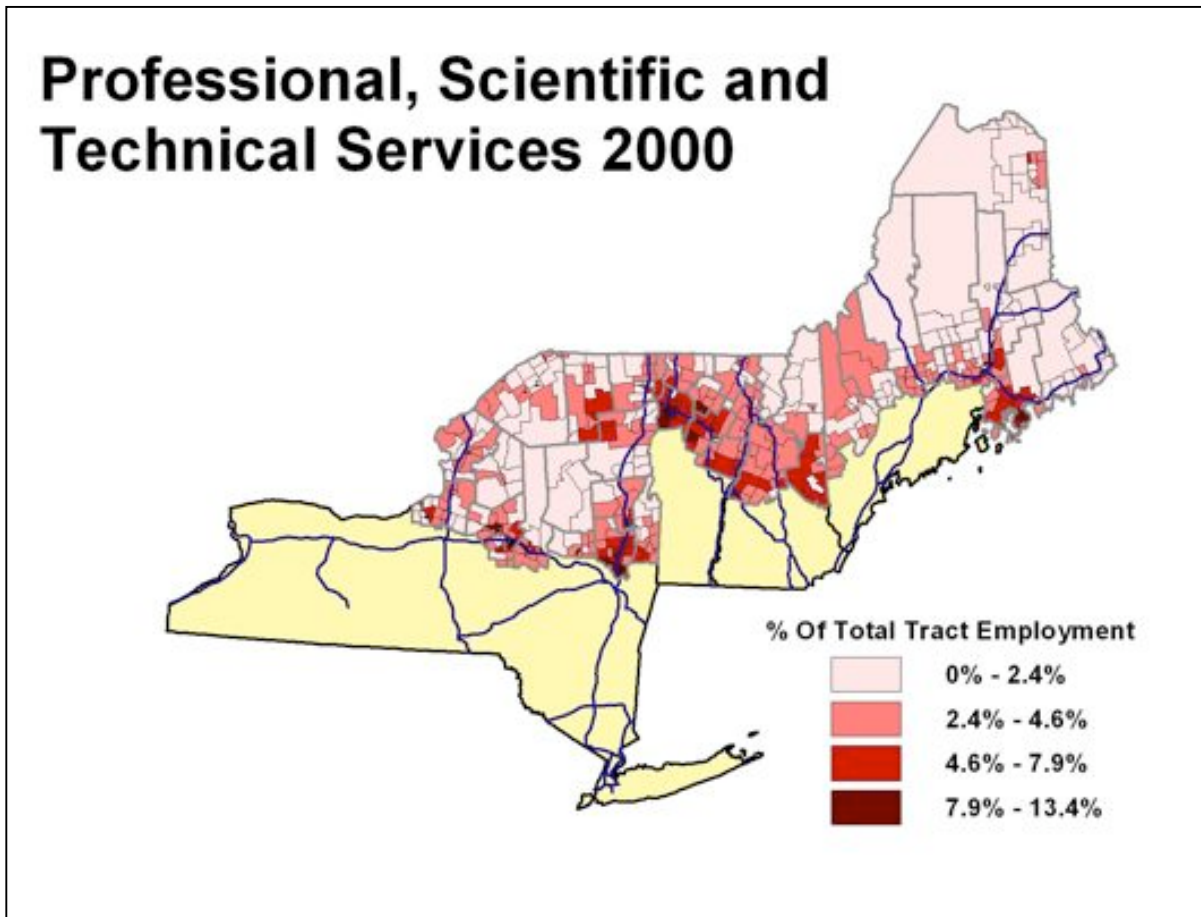 Professional, Scientific and
Technical Services 2000
% Of Total Tract Employment
0% - 2.4%
2.4% - 4.6%
4.6% - 7.9%
7.9% - 13.4%